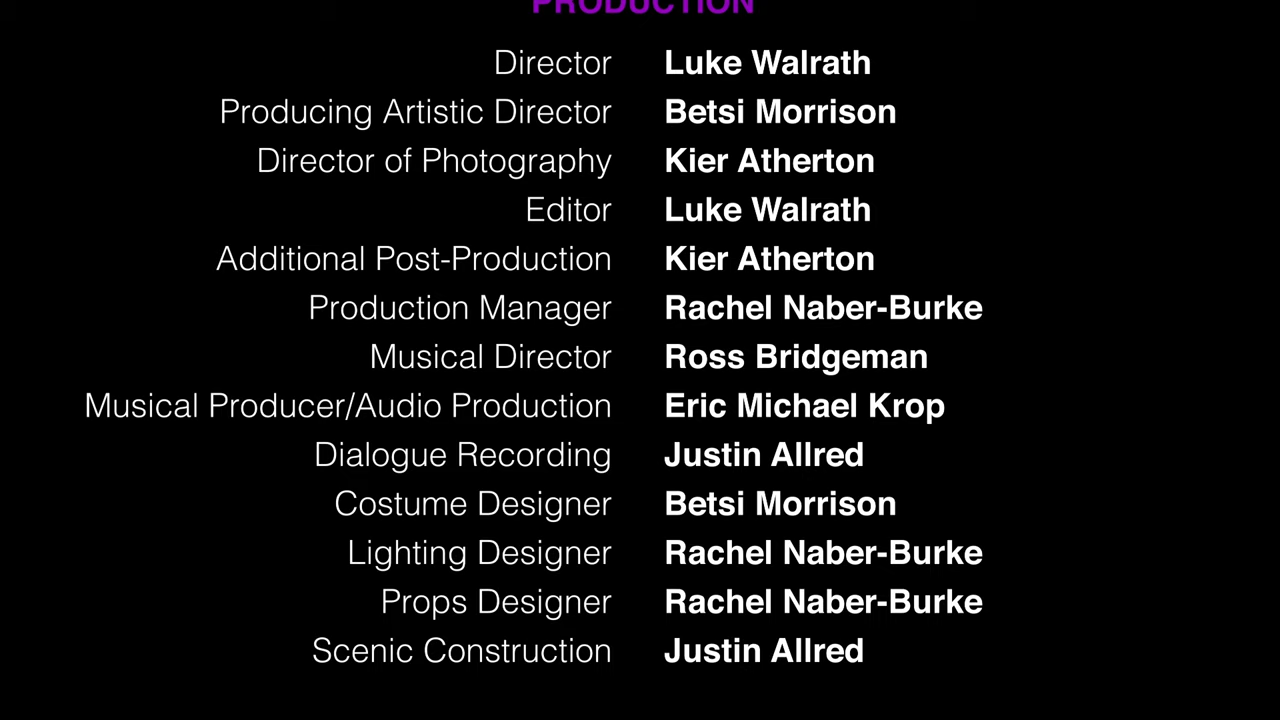 PRODUCTION
Director Luke Walrath
Producing Artistic Director Betsi Morrison
Director of Photography Kier Atherton
Editor Luke Walrath
Additional Post-Production Kier Atherton
Production Manager Rachel Naber-Burke
Musical Director Ross Bridgeman
Musical Producer/Audio Production Eric Michael Krop
Dialogue Recording Justin Allred
Costume Designer Betsi Morrison
Lighting Designer Rachel Naber-Burke
Props Designer Rachel Naber-Burke
Scenic Construction Justin Allred